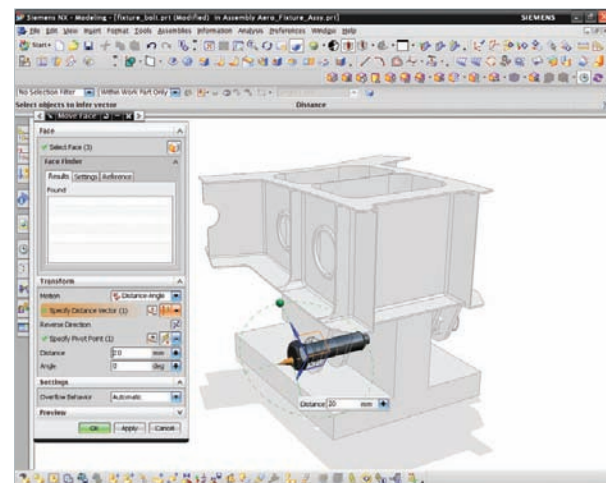 Siemens NX - Modeling - [fixture_bolt.prt (Modified) in Assembly Aero_Fixture_Assy.prt]
SIEMENS
File Edit View Insert Format Tools Assemblies Information Analysis Preferences Window Help
Start
No Selection Filter
Within Work Part Only
Select objects to infer vector
Distance
Move Face
Face
Select Face (3)
Face Finder
Results Settings Reference
Found
Transform
Motion
Distance-Angle
Specify Distance Vector (1)
Reverse Direction
Specify Pivot Point (1)
Distance
20 mm
Angle
0 deg
Settings
Overflow Behavior
Automatic
Preview
OK Apply Cancel
Distance 20 mm